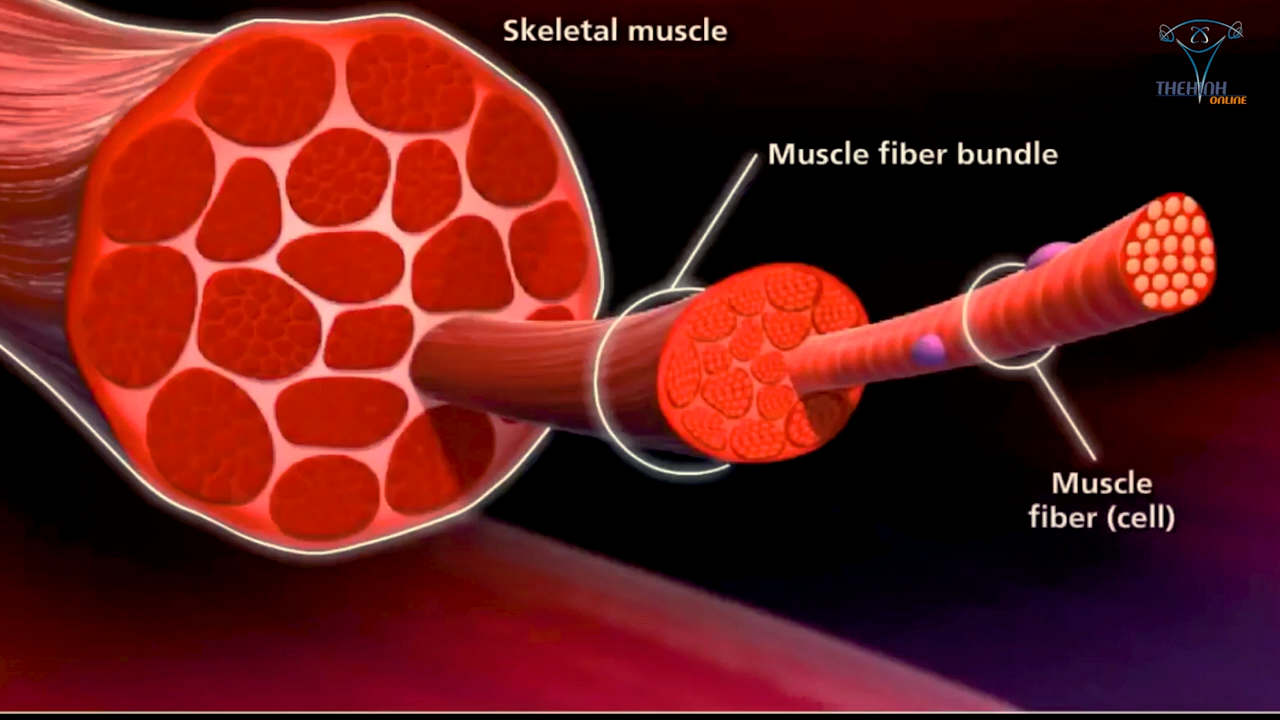 Skeletal muscle
Muscle fiber bundle
Muscle
fiber (cell)
THEHINH
ONLINE